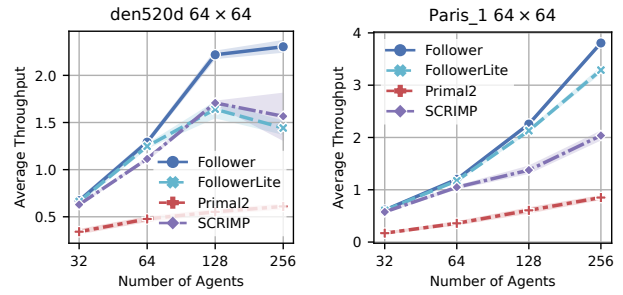 den520d 64 × 64
Average Throughput
2.0
1.5
1.0
0.5
Follower
FollowerLite
Primal2
SCRIMP
32 64 128 256
Number of Agents
Paris_1 64 × 64
Average Throughput
4
3
2
1
0
Follower
FollowerLite
Primal2
SCRIMP
32 64 128 256
Number of Agents